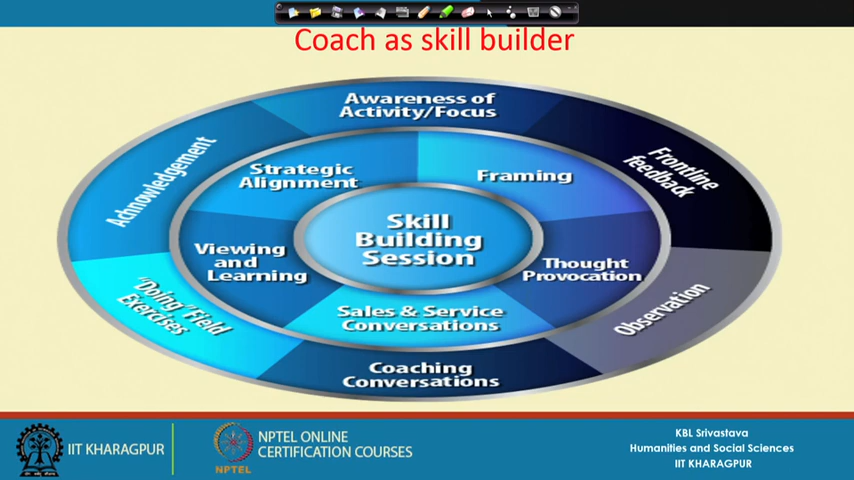 Coach as skill builder
Awareness of
Activity/Focus
Acknowledgement
Frontline
feedback
Strategic
Alignment
Framing
Skill
Building
Session
Viewing
and
Learning
Thought
Provocation
"Doing" Field
Exercises
Observation
Sales & Service
Conversations
Coaching
Conversations
IIT KHARAGPUR
NPTEL
NPTEL ONLINE
CERTIFICATION COURSES
KBL Srivastava
Humanities and Social Sciences
IIT KHARAGPUR